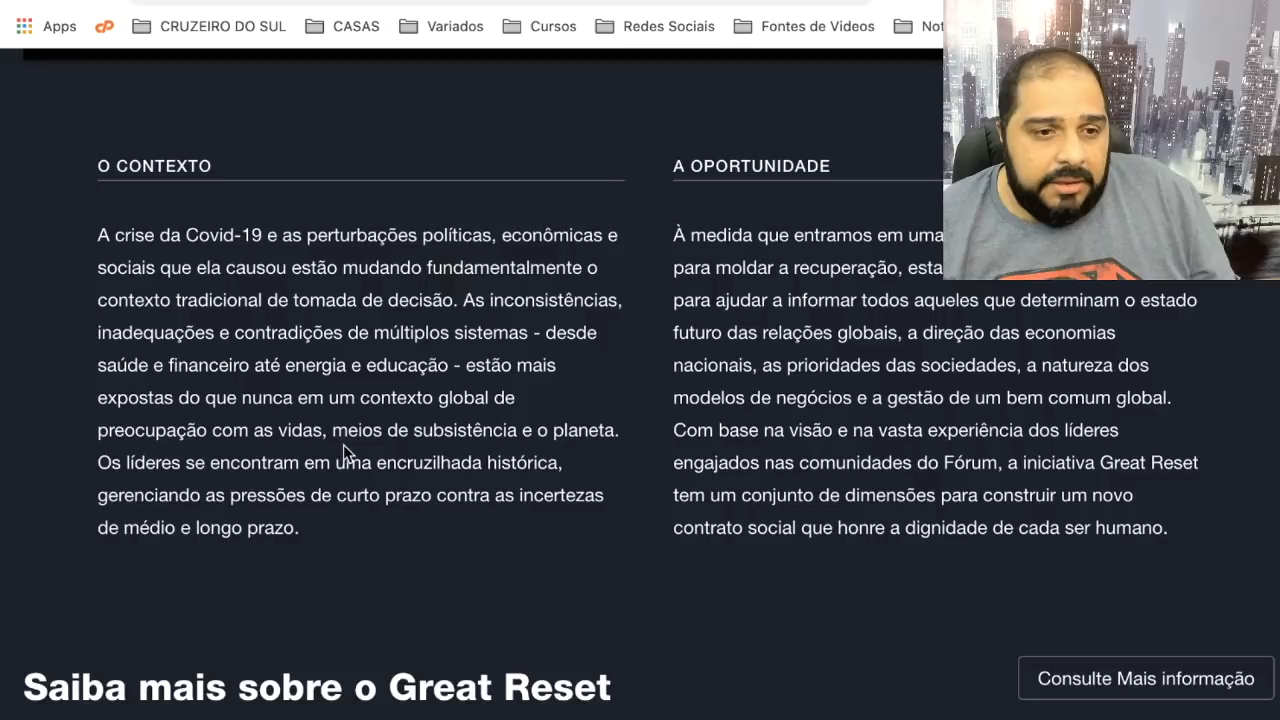 Apps
CRUZEIRO DO SUL
CASAS
Variados
Cursos
Redes Sociais
Fontes de Videos
O CONTEXTO
A crise da Covid-19 e as perturbações políticas, econômicas e
sociais que ela causou estão mudando fundamentalmente o
contexto tradicional de tomada de decisão. As inconsistências,
inadequações e contradições de múltiplos sistemas - desde
saúde e financeiro até energia e educação - estão mais
expostas do que nunca em um contexto global de
preocupação com as vidas, meios de subsistência e o planeta.
Os líderes se encontram em uma encruzilhada histórica,
gerenciando as pressões de curto prazo contra as incertezas
de médio e longo prazo.
A OPORTUNIDADE
À medida que entramos em uma
para moldar a recuperação, esta
para ajudar a informar todos aqueles que determinam o estado
futuro das relações globais, a direção das economias
nacionais, as prioridades das sociedades, a natureza dos
modelos de negócios e a gestão de um bem comum global.
Com base na visão e na vasta experiência dos líderes
engajados nas comunidades do Fórum, a iniciativa Great Reset
tem um conjunto de dimensões para construir um novo
contrato social que honre a dignidade de cada ser humano.
Saiba mais sobre o Great Reset
Consulte Mais informação